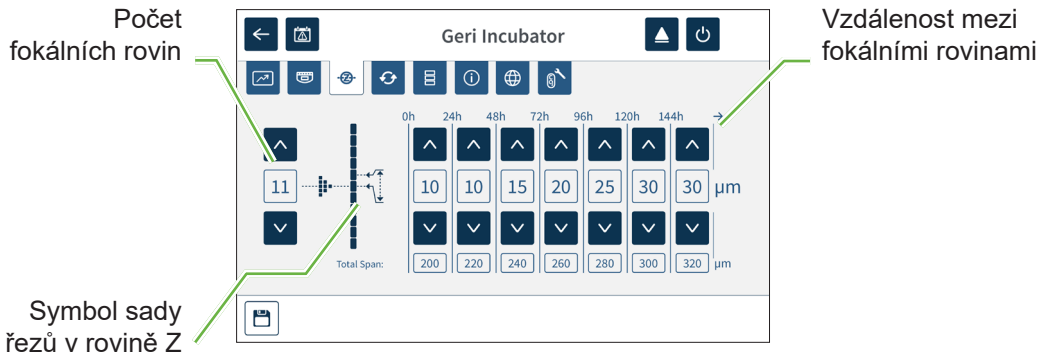 Počet
fokálních rovin
Geri Incubator
Vzdálenost mezi
fokálními rovinami
0h 24h 48h 72h 96h 120h 144h →
11 10 10 15 20 25 30 30 µm
Total Span: 200 220 240 260 280 300 320 µm
Symbol sady
řezů v rovině Z